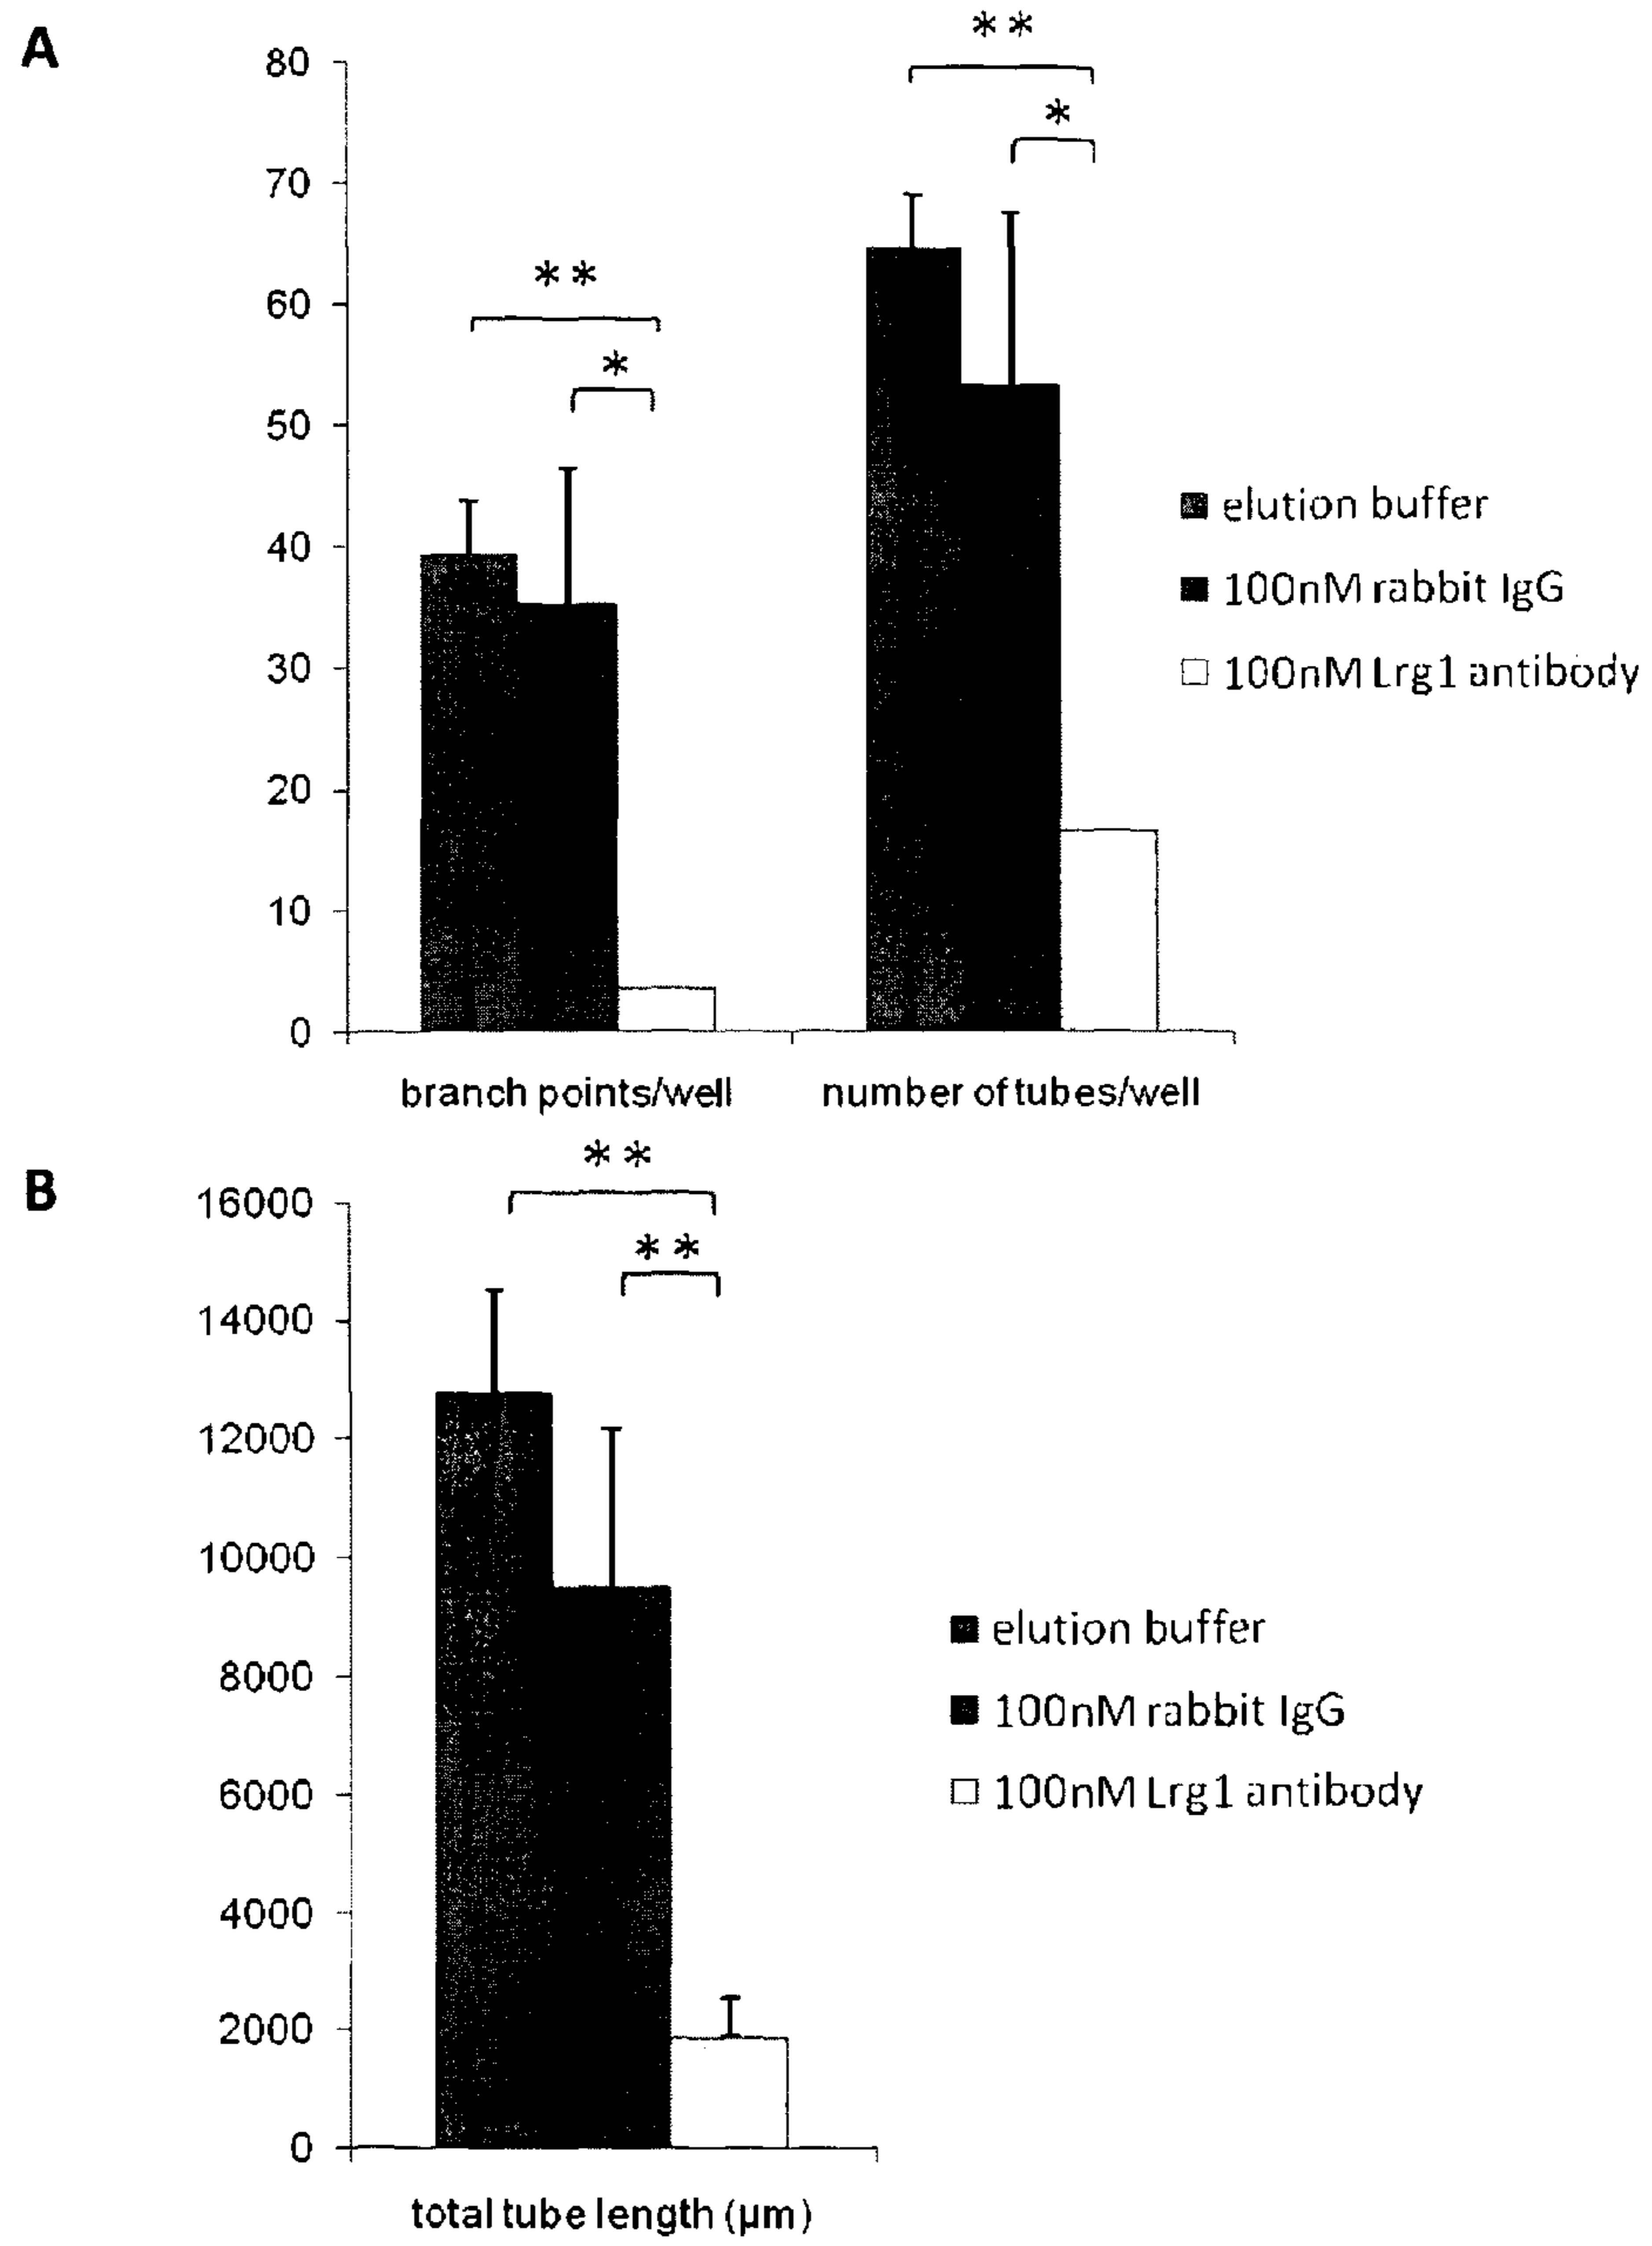 A
**
80
*
70
**
60
*
50
elution buffer
40
100nM rabbit IgG
30
100nM Lrg1 antibody
20
10
0
branch points/well number of tubes/well
**
B
16000
**
14000
12000
10000
elution buffer
8000
100nM rabbit IgG
6000
100nM Lrg1 antibody
4000
2000
0
total tube length (µm)